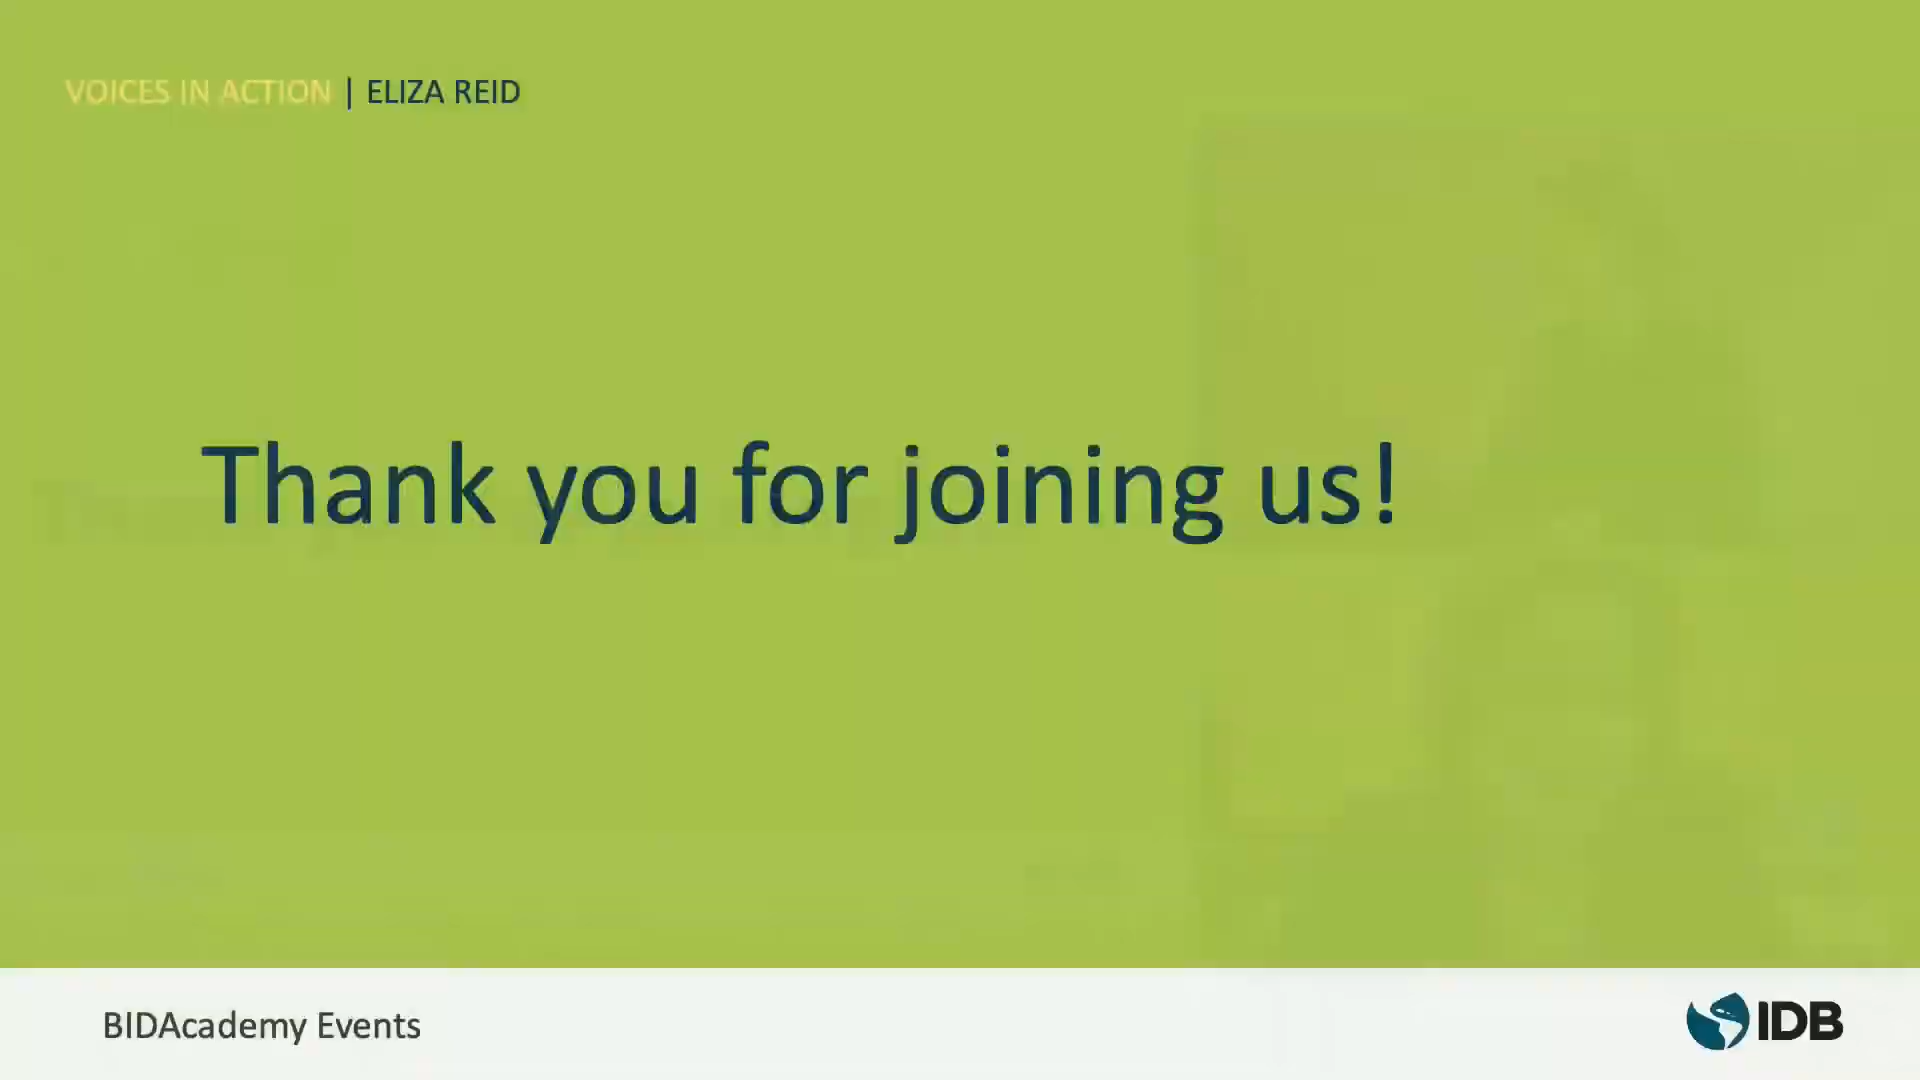 VOICES IN ACTION | ELIZA REID
Thank you for joining us!
BIDAcademy Events
IDB